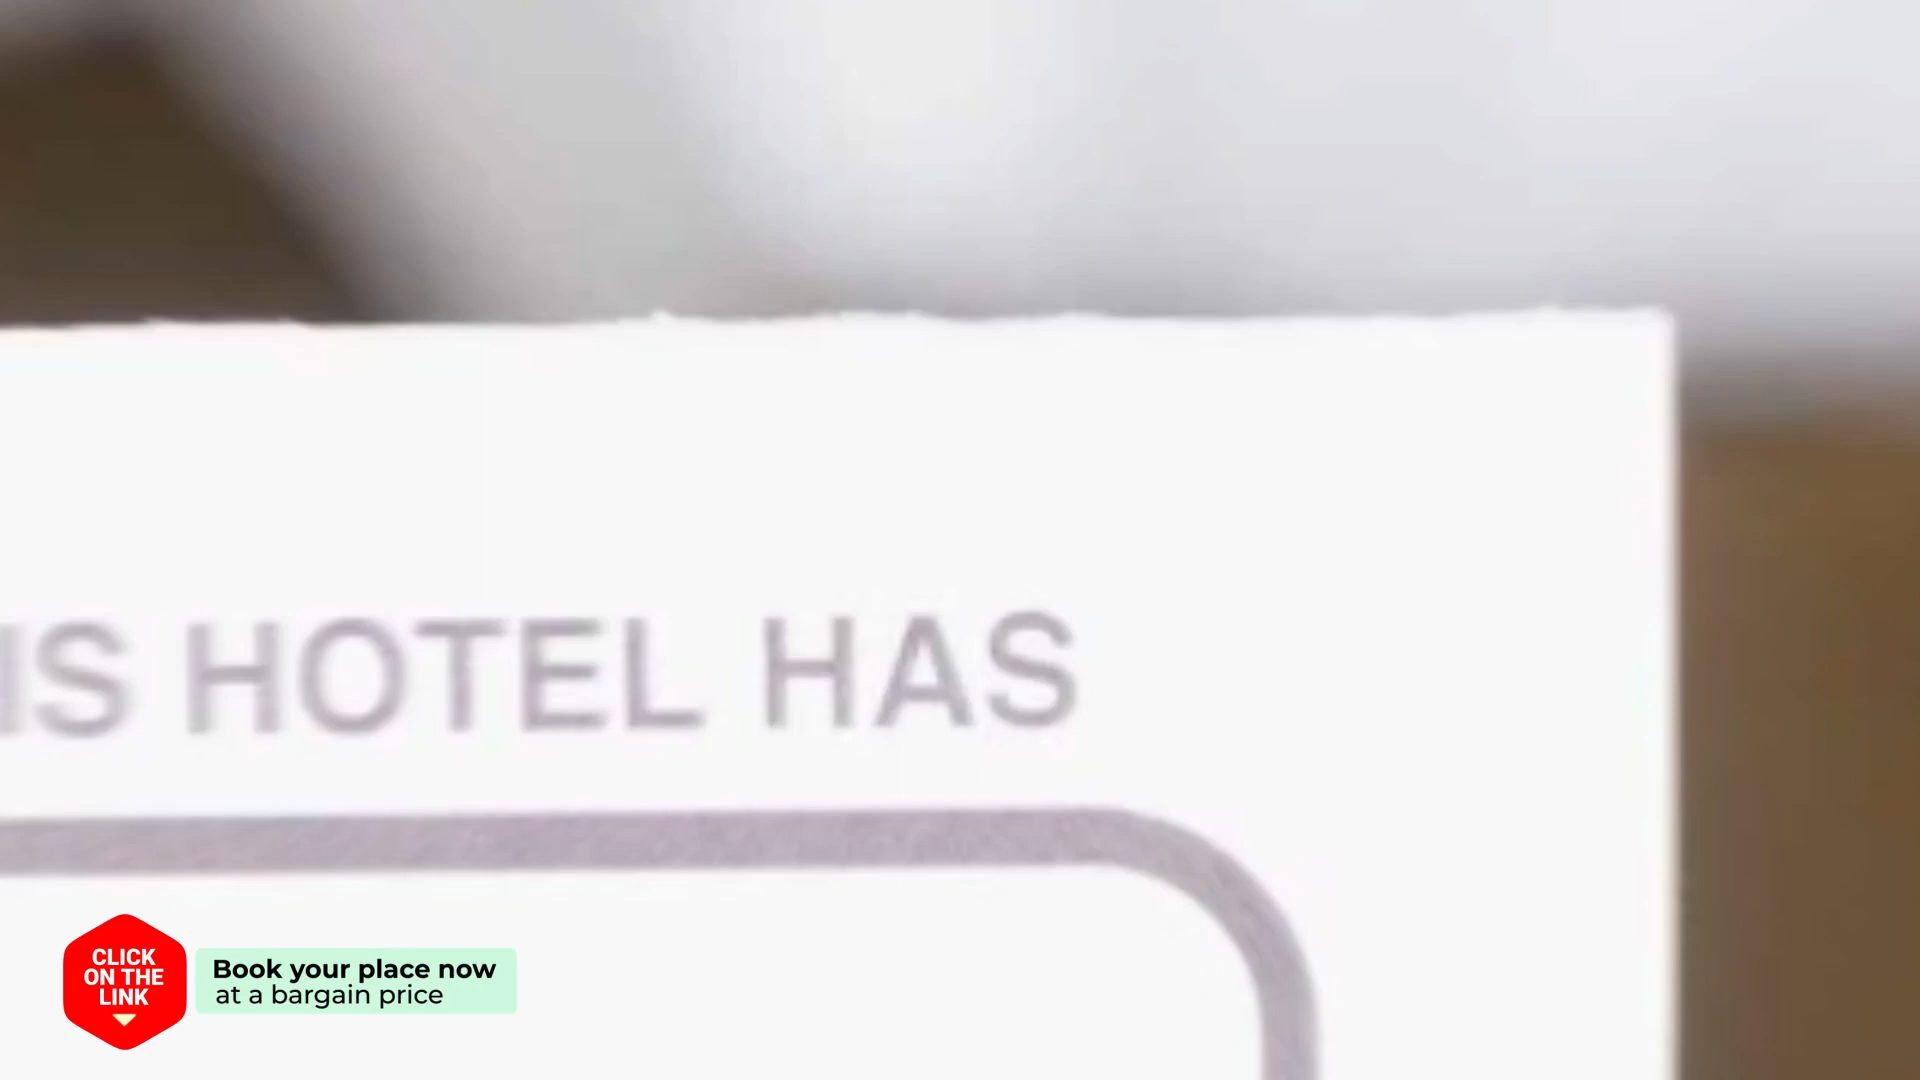 IS HOTEL HAS
CLICK
ON THE
LINK
Book your place now
at a bargain price